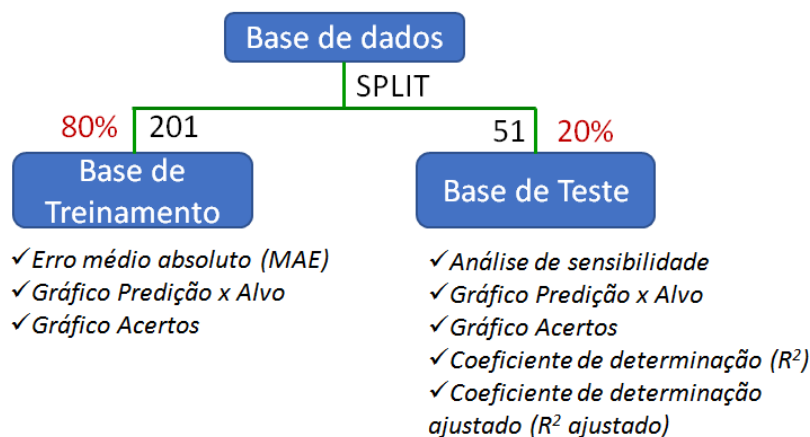 Base de dados
SPLIT
80% 201
51 20%
Base de
Treinamento
Base de Teste
✓Erro médio absoluto (MAE)
✓Gráfico Predição x Alvo
✓Gráfico Acertos
✓Análise de sensibilidade
✓Gráfico Predição x Alvo
✓Gráfico Acertos
✓Coeficiente de determinação (R²)
✓Coeficiente de determinação
ajustado (R² ajustado)